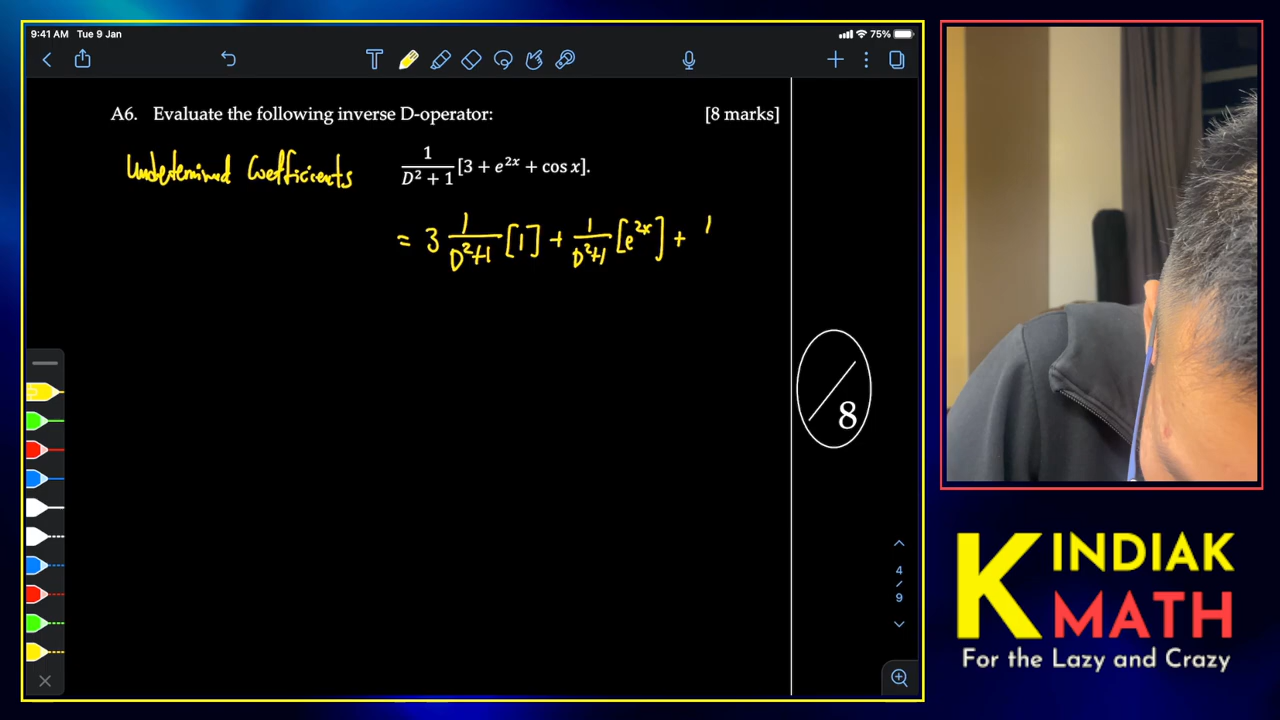 9:41 AM Tue 9 Jan 75%
A6. Evaluate the following inverse D-operator: [8 marks]
Undetermined Coefficients
1/(D² + 1) [3 + e²ˣ + cos x].
= 3 1/(D²+1) [1] + 1/(D²+1) [e²ˣ] + 1
8
4
9
KINDIAK
MATH
For the Lazy and Crazy